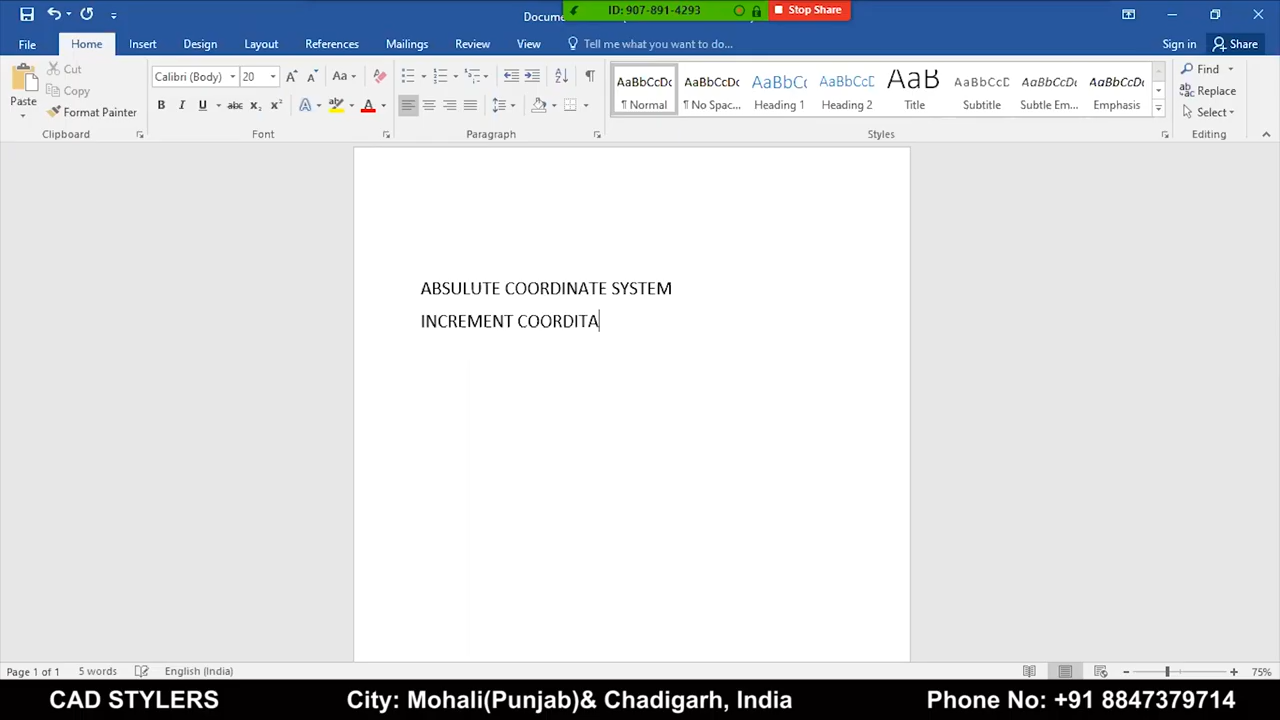 Docume
ID: 907-891-4293
Stop Share
File Home Insert Design Layout References Mailings Review View Tell me what you want to do... Sign in Share
Paste
Cut
Copy
Format Painter
Clipboard
Calibri (Body) 20
Font
Paragraph
AaBbCcDc ¶ Normal
AaBbCcDc ¶ No Spac...
AaBbCc Heading 1
AaBbCcD Heading 2
AaB Title
AaBbCcD Subtitle
AaBbCcDc Subtle Em...
AaBbCcDc Emphasis
Styles
Find
Replace
Select
Editing
ABSULUTE COORDINATE SYSTEM
INCREMENT COORDITA
Page 1 of 1 5 words English (India) 75%
CAD STYLERS City: Mohali(Punjab)& Chadigarh, India Phone No: +91 8847379714